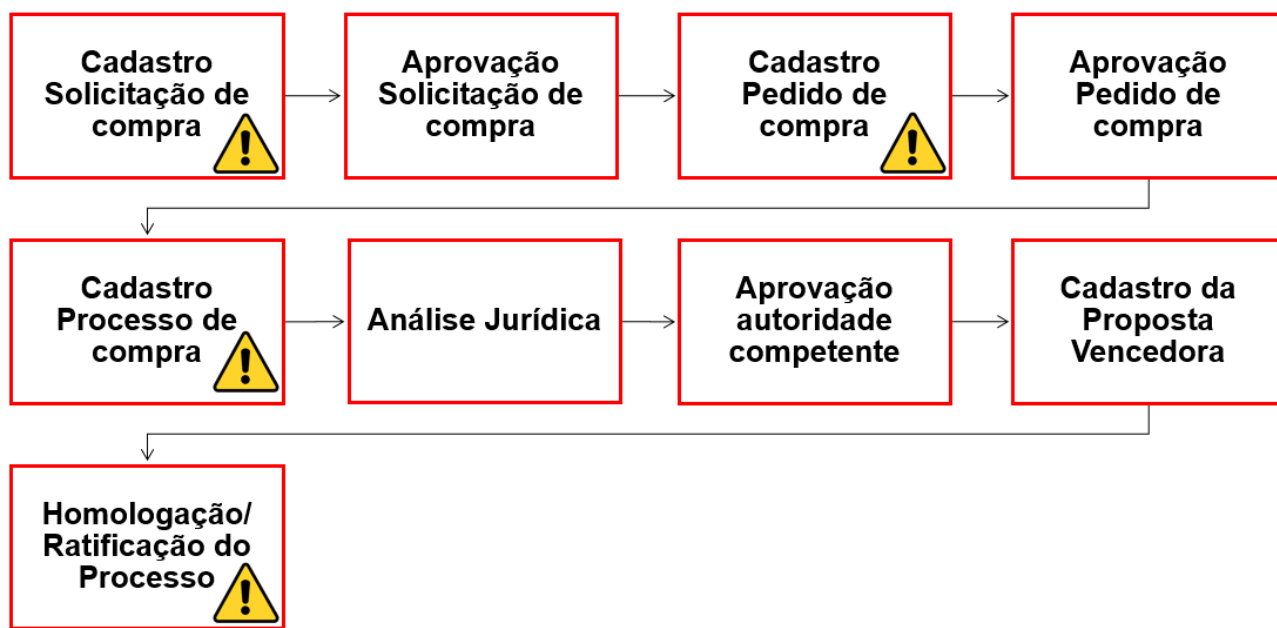 Cadastro
Solicitação de
compra
Aprovação
Solicitação de
compra
Cadastro
Pedido de
compra
Aprovação
Pedido de
compra
Cadastro
Processo de
compra
Análise Jurídica
Aprovação
autoridade
competente
Cadastro da
Proposta
Vencedora
Homologação/
Ratificação do
Processo